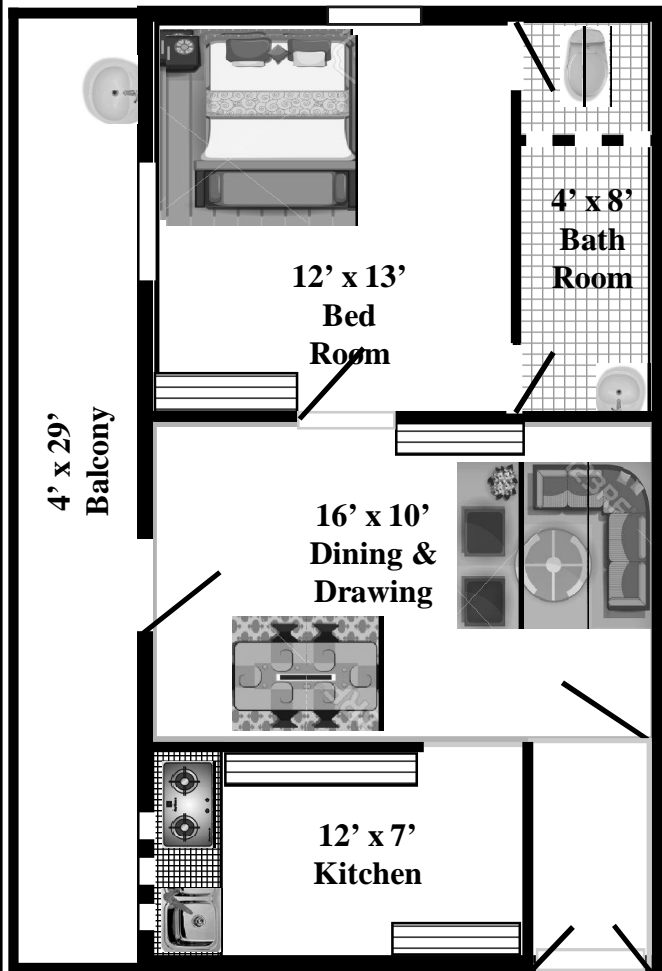 4’ x 8’
Bath
Room
12’ x 13’
Bed
Room
4’ x 29’
Balcony
16’ x 10’
Dining &
Drawing
12’ x 7’
Kitchen